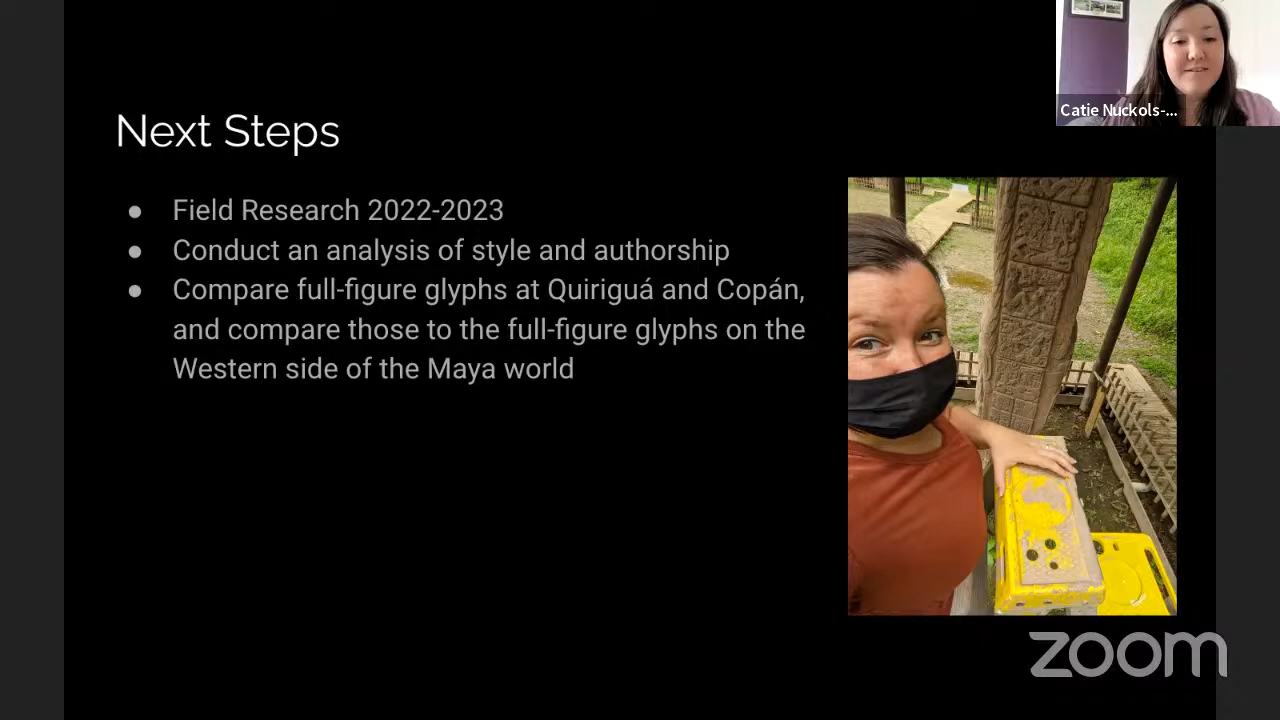 Catie Nuckols-...
Next Steps
● Field Research 2022-2023
● Conduct an analysis of style and authorship
● Compare full-figure glyphs at Quiriguá and Copán,
and compare those to the full-figure glyphs on the
Western side of the Maya world
zoom